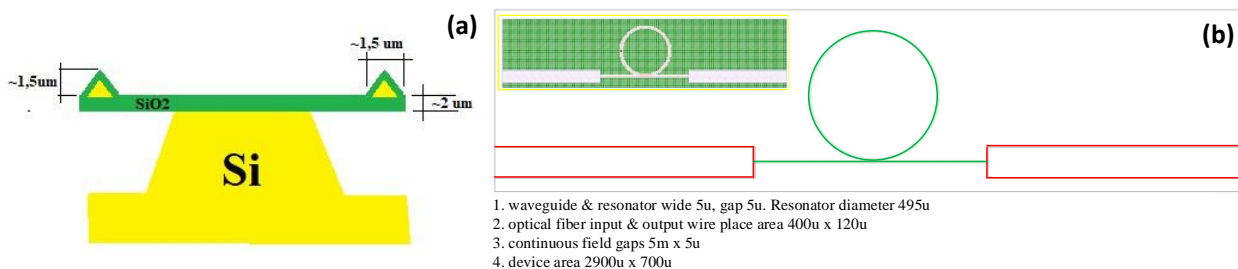 (a)
~1,5 um
~1,5um
SiO2
~2 um
Si
(b)
1. waveguide & resonator wide 5u, gap 5u. Resonator diameter 495u
2. optical fiber input & output wire place area 400u x 120u
3. continuous field gaps 5m x 5u
4. device area 2900u x 700u